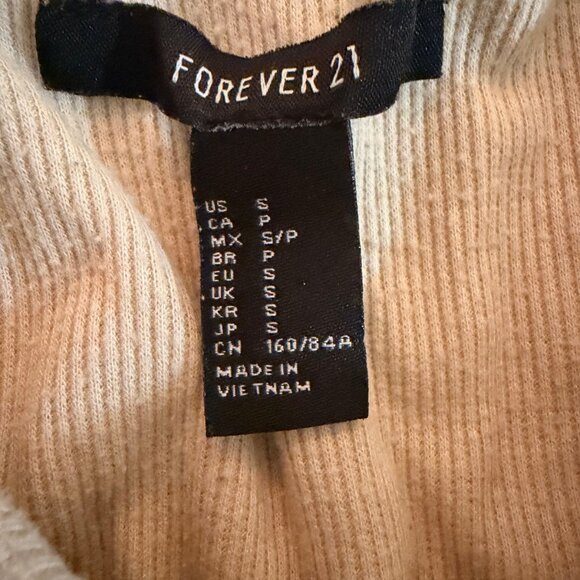 FOREVER 21
US S
CA P
MX S/P
BR P
EU S
UK S
KR S
JP S
CN 160/84A
MADE IN
VIETNAM